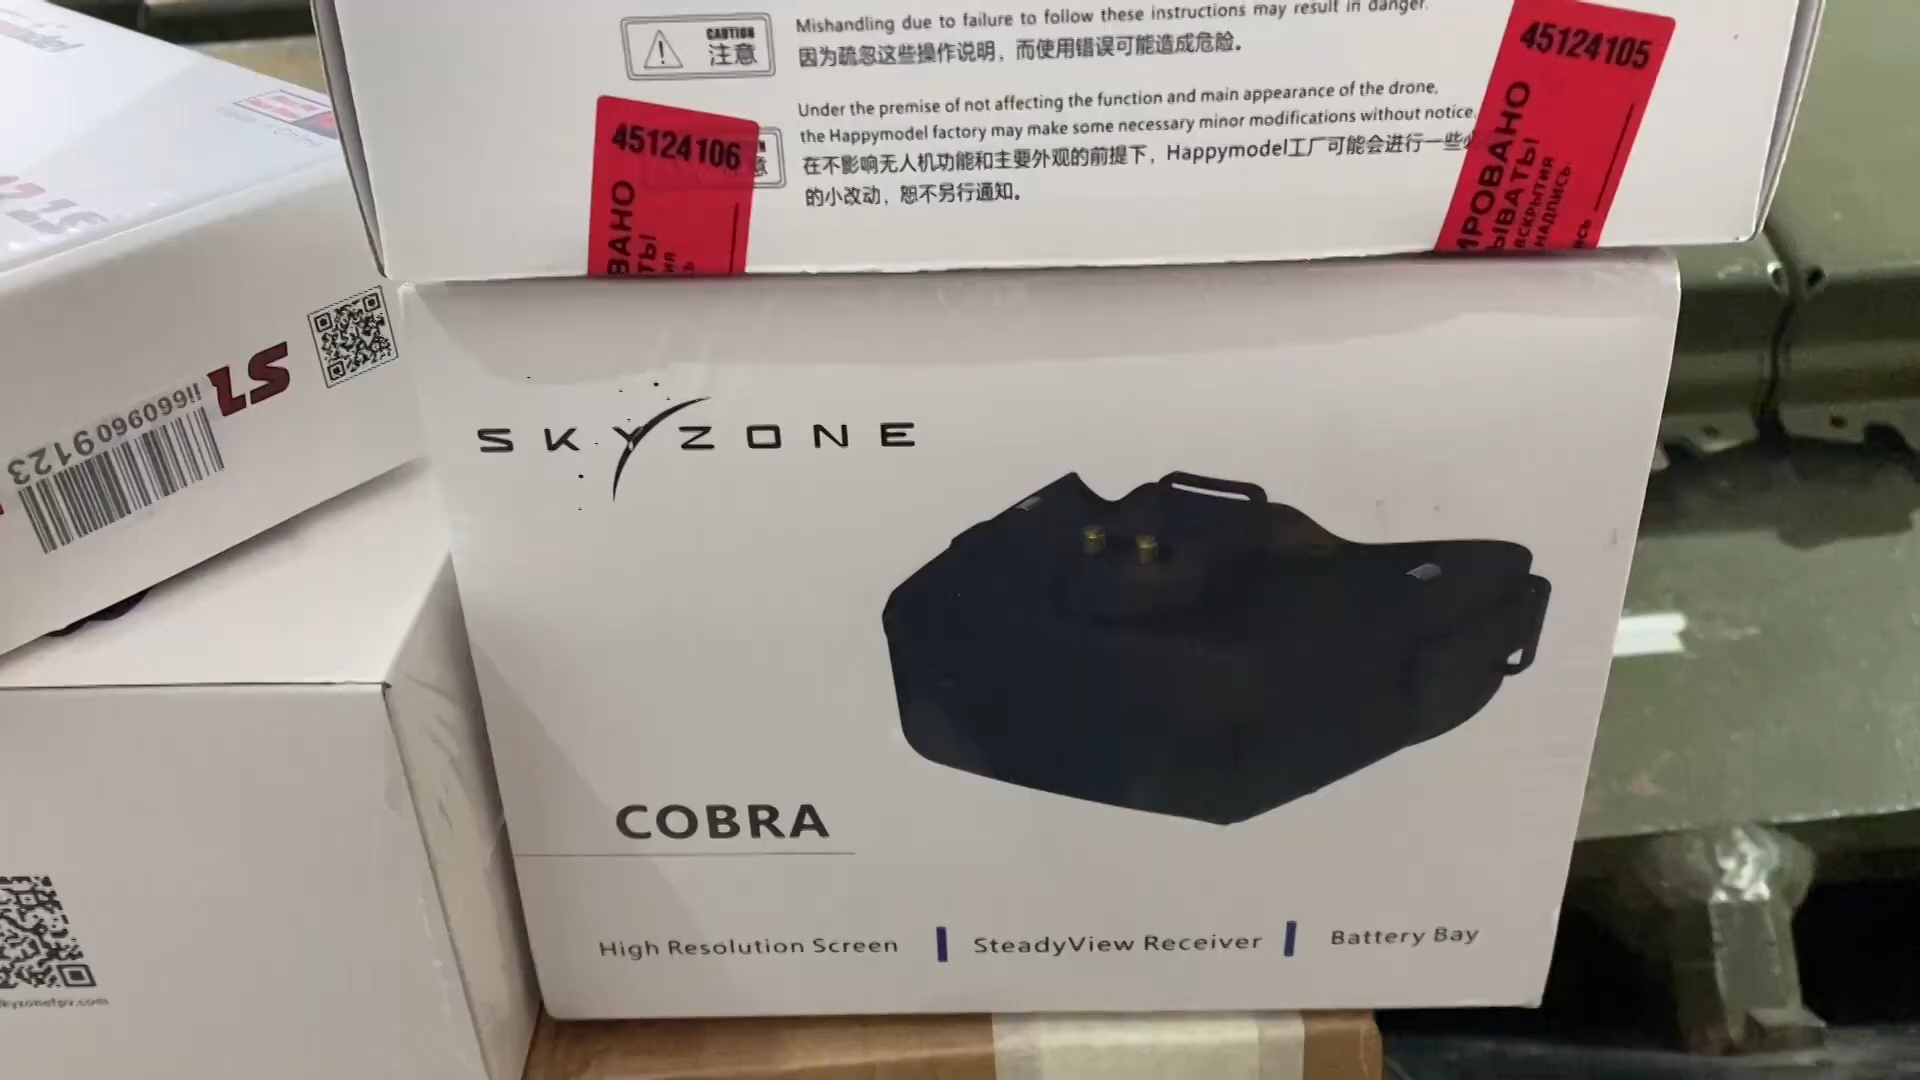 CAUTION
注意
Mishandling due to failure to follow these instructions may result in danger.
因为疏忽这些操作说明，而使用错误可能造成危险。
Under the premise of not affecting the function and main appearance of the drone,
the Happymodel factory may make some necessary minor modifications without notice.
在不影响无人机功能和主要外观的前提下，Happymodel工厂可能会进行一些
的小改动，恕不另行通知。
45124106
45124105
ВСКРЫТИЯ
НАДПИСЬ
6609609123
SKYZONE
COBRA
High Resolution Screen
SteadyView Receiver
Battery Bay